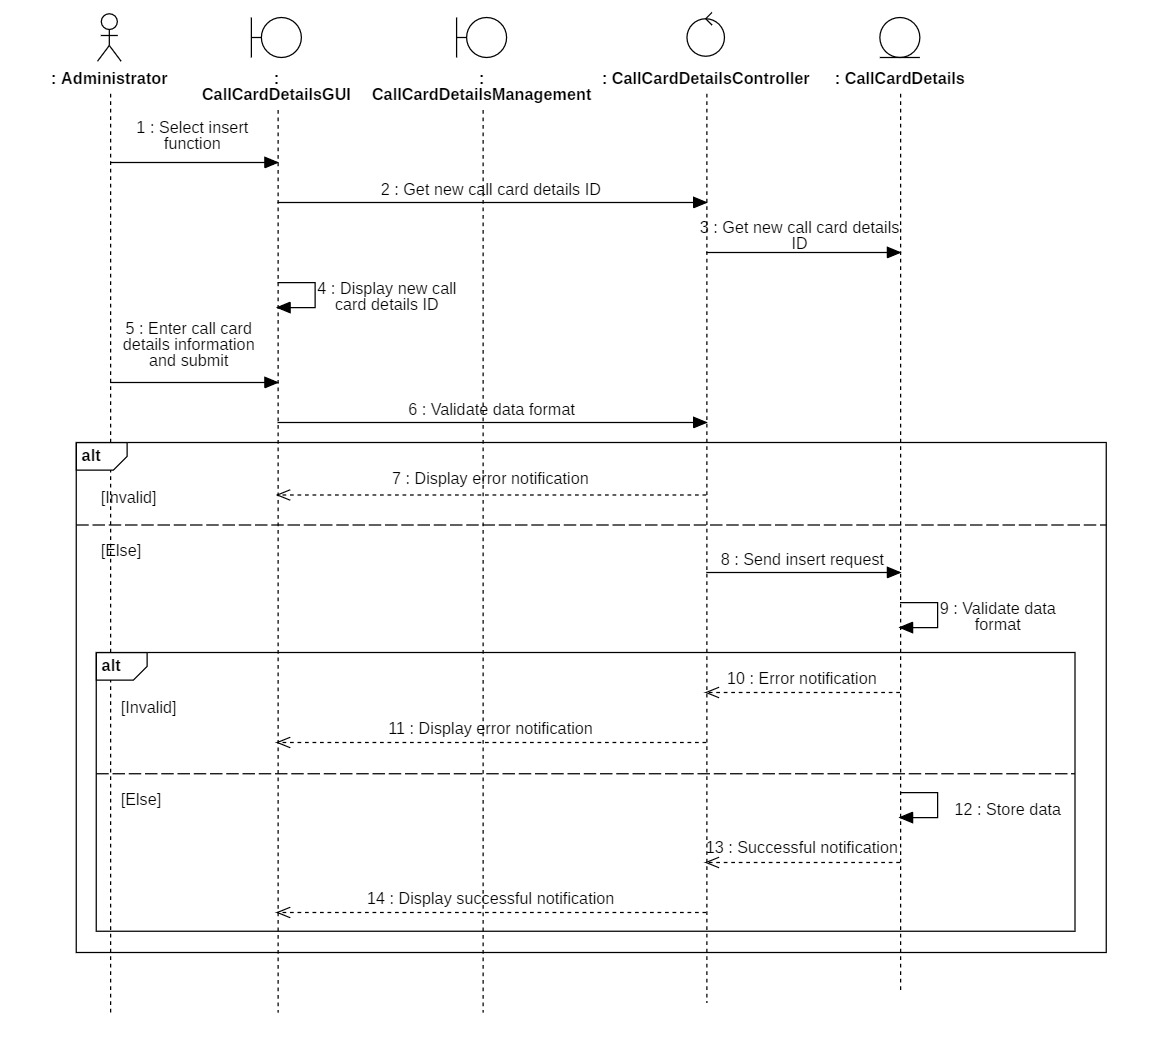 : Administrator
:
CallCardDetailsGUI
:
CallCardDetailsManagement
: CallCardDetailsController
: CallCardDetails
1 : Select insert
function
2 : Get new call card details ID
3 : Get new call card details
ID
4 : Display new call
card details ID
5 : Enter call card
details information
and submit
6 : Validate data format
alt
7 : Display error notification
[Invalid]
[Else]
8 : Send insert request
9 : Validate data
format
alt
10 : Error notification
[Invalid]
11 : Display error notification
[Else]
12 : Store data
13 : Successful notification
14 : Display successful notification